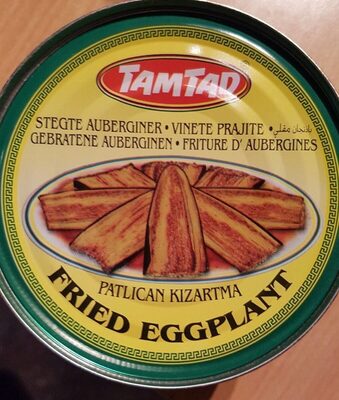 TAMTAD
STEGTE AUBERGINER • VINETE PRAJITE • باذنجان مقلي
GEBRATENE AUBERGINEN • FRITURE D' AUBERGINES
PATLICAN KIZARTMA
FRIED EGGPLANT